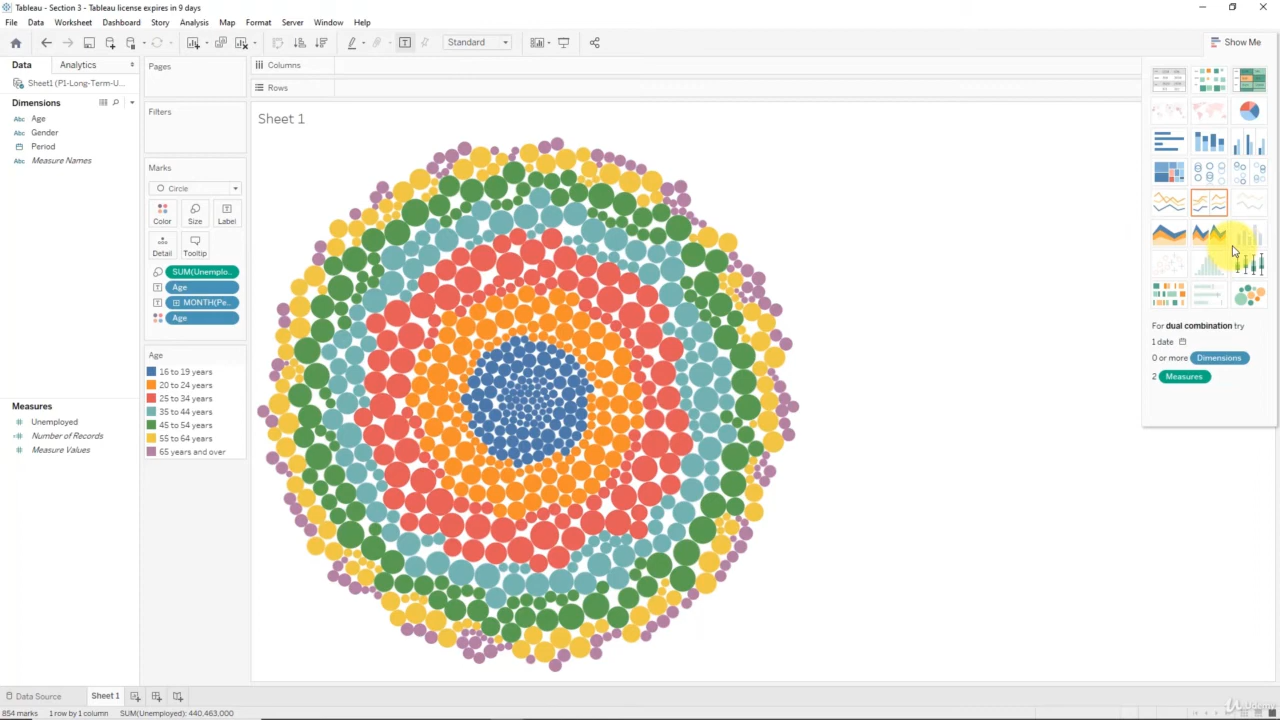 Tableau - Section 3 - Tableau license expires in 9 days
File Data Worksheet Dashboard Story Analysis Map Format Server Window Help
Standard
Show Me
Data Analytics
Sheet1 (P1-Long-Term-U...
Dimensions
Abc Age
Abc Gender
Period
Abc Measure Names
Measures
Unemployed
Number of Records
Measure Values
Pages
Filters
Marks
Circle
Color Size Label
Detail Tooltip
SUM(Unemplo..
Age
MONTH(Pe..
Age
Age
16 to 19 years
20 to 24 years
25 to 34 years
35 to 44 years
45 to 54 years
55 to 64 years
65 years and over
Columns
Rows
Sheet 1
For dual combination try
1 date
0 or more Dimensions
2 Measures
Data Source Sheet 1
854 marks 1 row by 1 column SUM(Unemployed): 440,463,000
Udemy